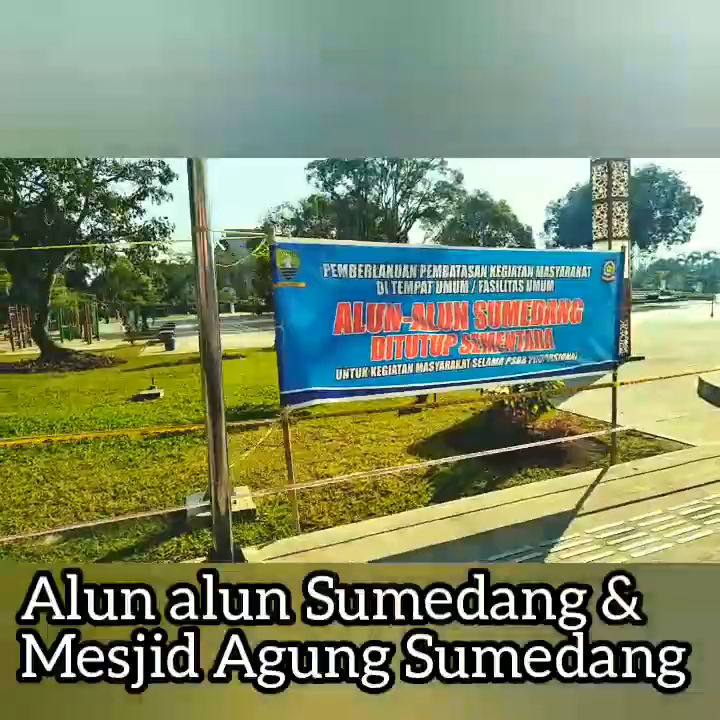 PEMBERLAKUAN PEMBATASAN KEGIATAN MASYARAKAT
DI TEMPAT UMUM / FASILITAS UMUM
ALUN-ALUN SUMEDANG
DITUTUP SEMENTARA
UNTUK KEGIATAN MASYARAKAT SELAMA PSBB PROPORSIONAL
Alun alun Sumedang &
Mesjid Agung Sumedang